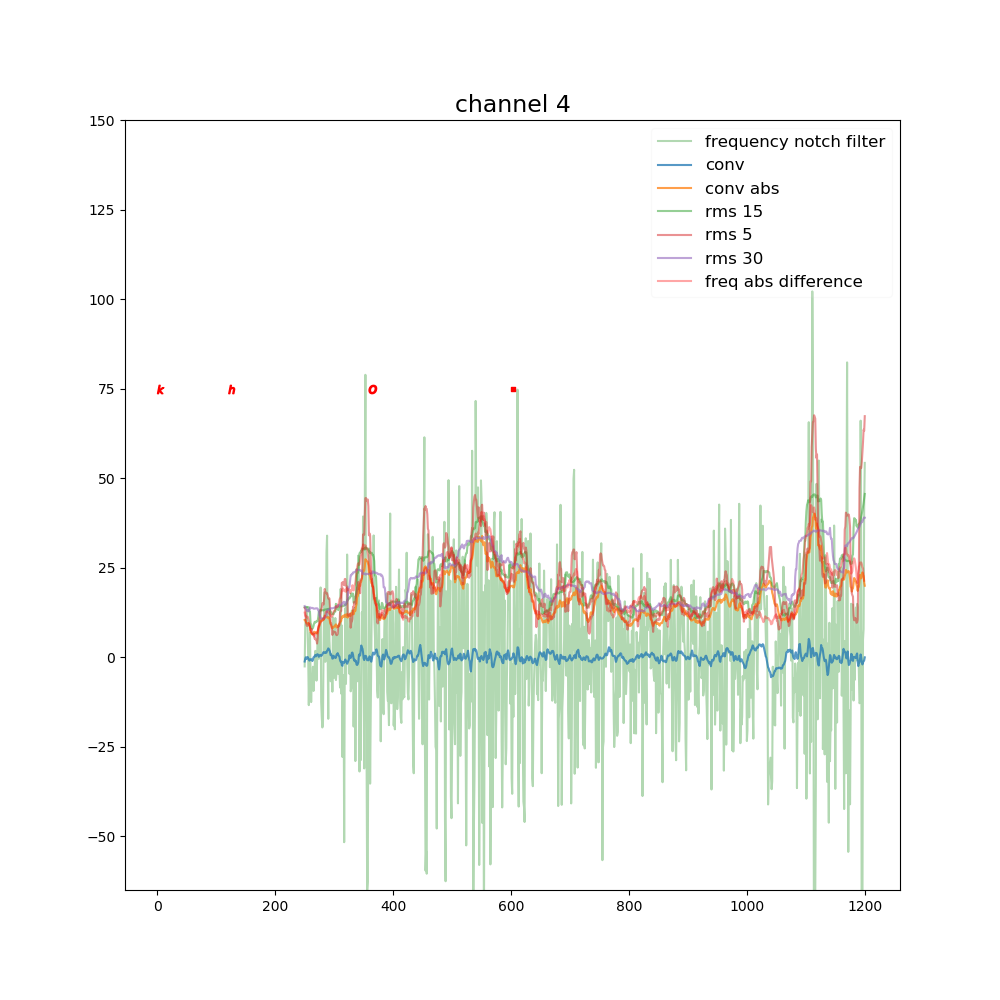 channel 4
150
125
100
75
50
25
0
−25
−50
frequency notch filter
conv
conv abs
rms 15
rms 5
rms 30
freq abs difference
k h O .
0 200 400 600 800 1000 1200